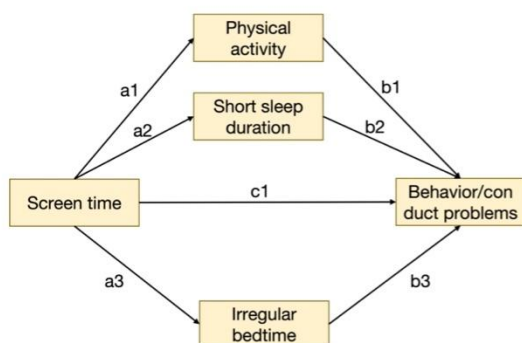 Physical
activity
a1
b1
Short sleep
duration
a2
b2
Screen time
c1
Behavior/con
duct problems
a3
b3
Irregular
bedtime